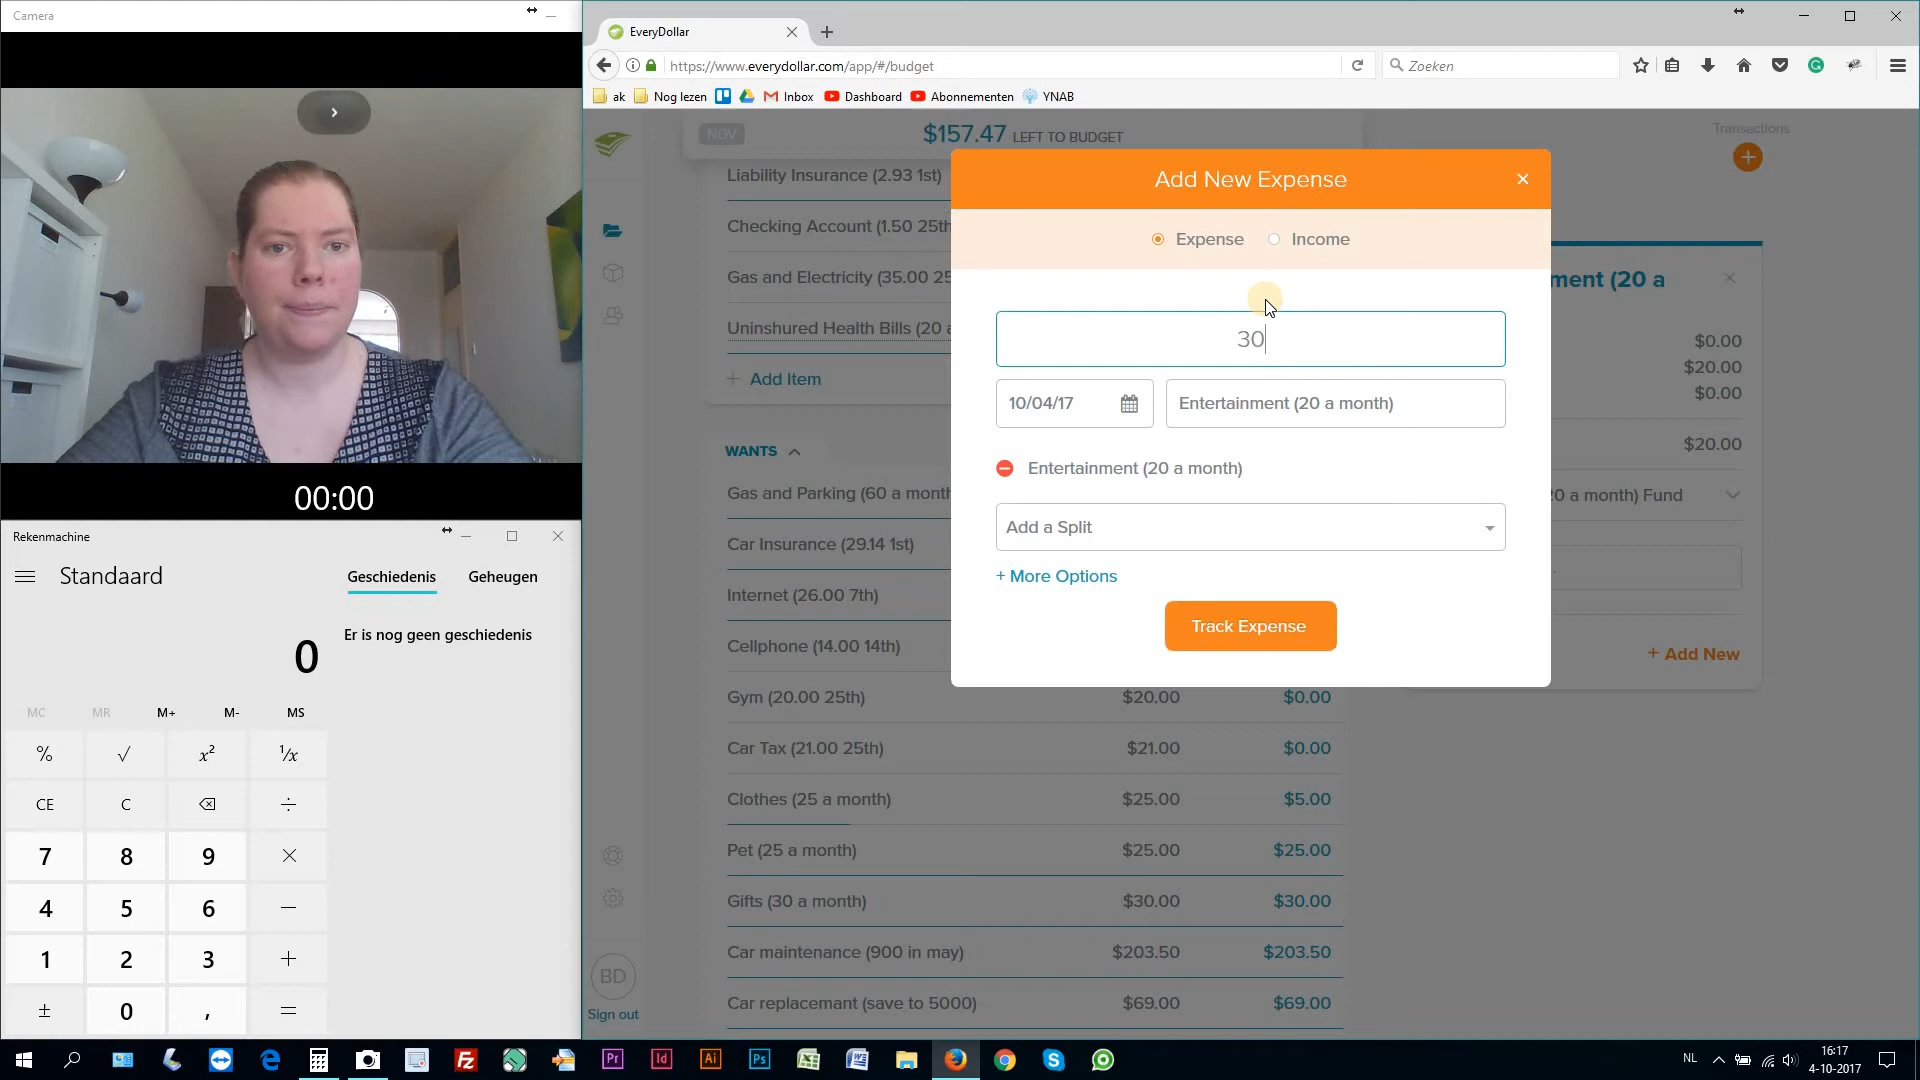 Camera
00:00
Rekenmachine
Standaard
Geschiedenis Geheugen
Er is nog geen geschiedenis
0
MC MR M+ M- MS
% √ x² ¹/x
CE C ÷
7 8 9 ×
4 5 6 −
1 2 3 +
± 0 , =
EveryDollar
https://www.everydollar.com/app/#/budget
Zoeken
ak Nog lezen Inbox Dashboard Abonnementen YNAB
NOV $157.47 LEFT TO BUDGET
Transactions
Liability Insurance (2.93 1st)
Checking Account (1.50 25th
Gas and Electricity (35.00 25
Uninshured Health Bills (20 a
+ Add Item
WANTS
Gas and Parking (60 a month
Car Insurance (29.14 1st)
Internet (26.00 7th)
Cellphone (14.00 14th)
Gym (20.00 25th) $20.00 $0.00
Car Tax (21.00 25th) $21.00 $0.00
Clothes (25 a month) $25.00 $5.00
Pet (25 a month) $25.00 $25.00
Gifts (30 a month) $30.00 $30.00
Car maintenance (900 in may) $203.50 $203.50
Car replacemant (save to 5000) $69.00 $69.00
BD
Sign out
Add New Expense
Expense Income
30
10/04/17 Entertainment (20 a month)
Entertainment (20 a month)
Add a Split
+ More Options
Track Expense
ment (20 a
$0.00
$20.00
$0.00
$20.00
20 a month) Fund
+ Add New
Pr Id Ai Ps
NL 16:17
4-10-2017